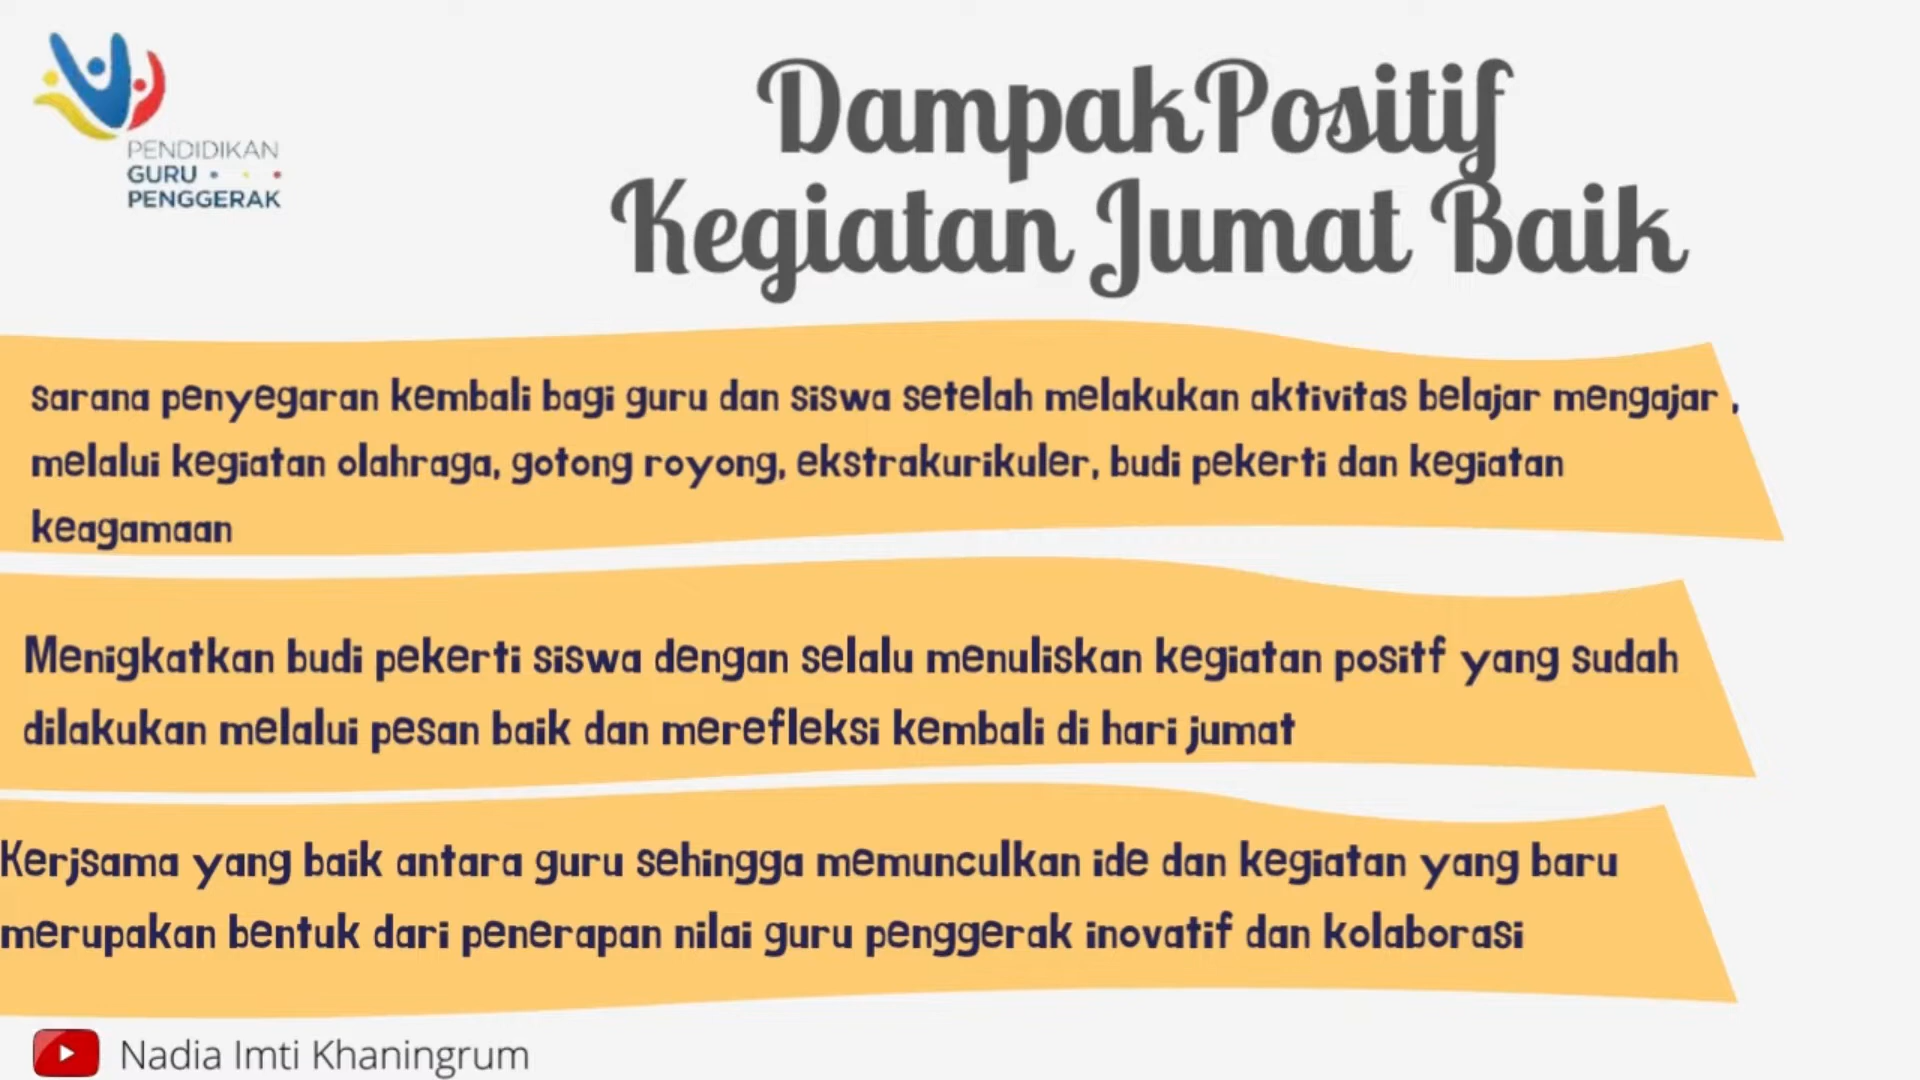 PENDIDIKAN
GURU
PENGGERAK
Dampak Positif
Kegiatan Jumat Baik
sarana penyegaran kembali bagi guru dan siswa setelah melakukan aktivitas belajar mengajar ,
melalui kegiatan olahraga, gotong royong, ekstrakurikuler, budi pekerti dan kegiatan
keagamaan
Menigkatkan budi pekerti siswa dengan selalu menuliskan kegiatan positf yang sudah
dilakukan melalui pesan baik dan merefleksi kembali di hari jumat
Kerjsama yang baik antara guru sehingga memunculkan ide dan kegiatan yang baru
merupakan bentuk dari penerapan nilai guru penggerak inovatif dan kolaborasi
Nadia Imti Khaningrum